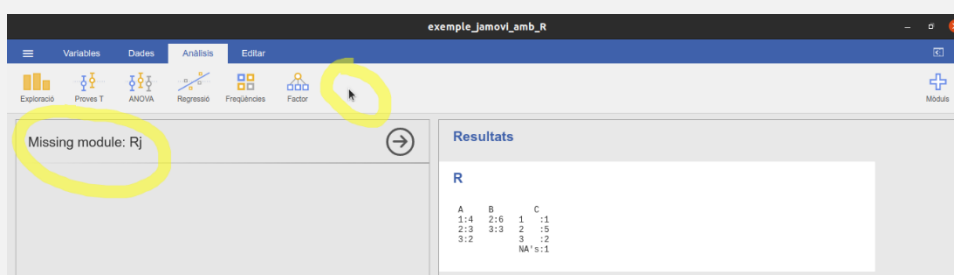 exemple_jamovi_amb_R
Variables Dades Anàlisis Editar
Exploració Proves T ANOVA Regressió Freqüències Factor Mòduls
Missing module: Rj
Resultats
R
A B C
1:4 2:6 1 :1
2:3 3:3 2 :5
3:2 3 :2
NA's:1